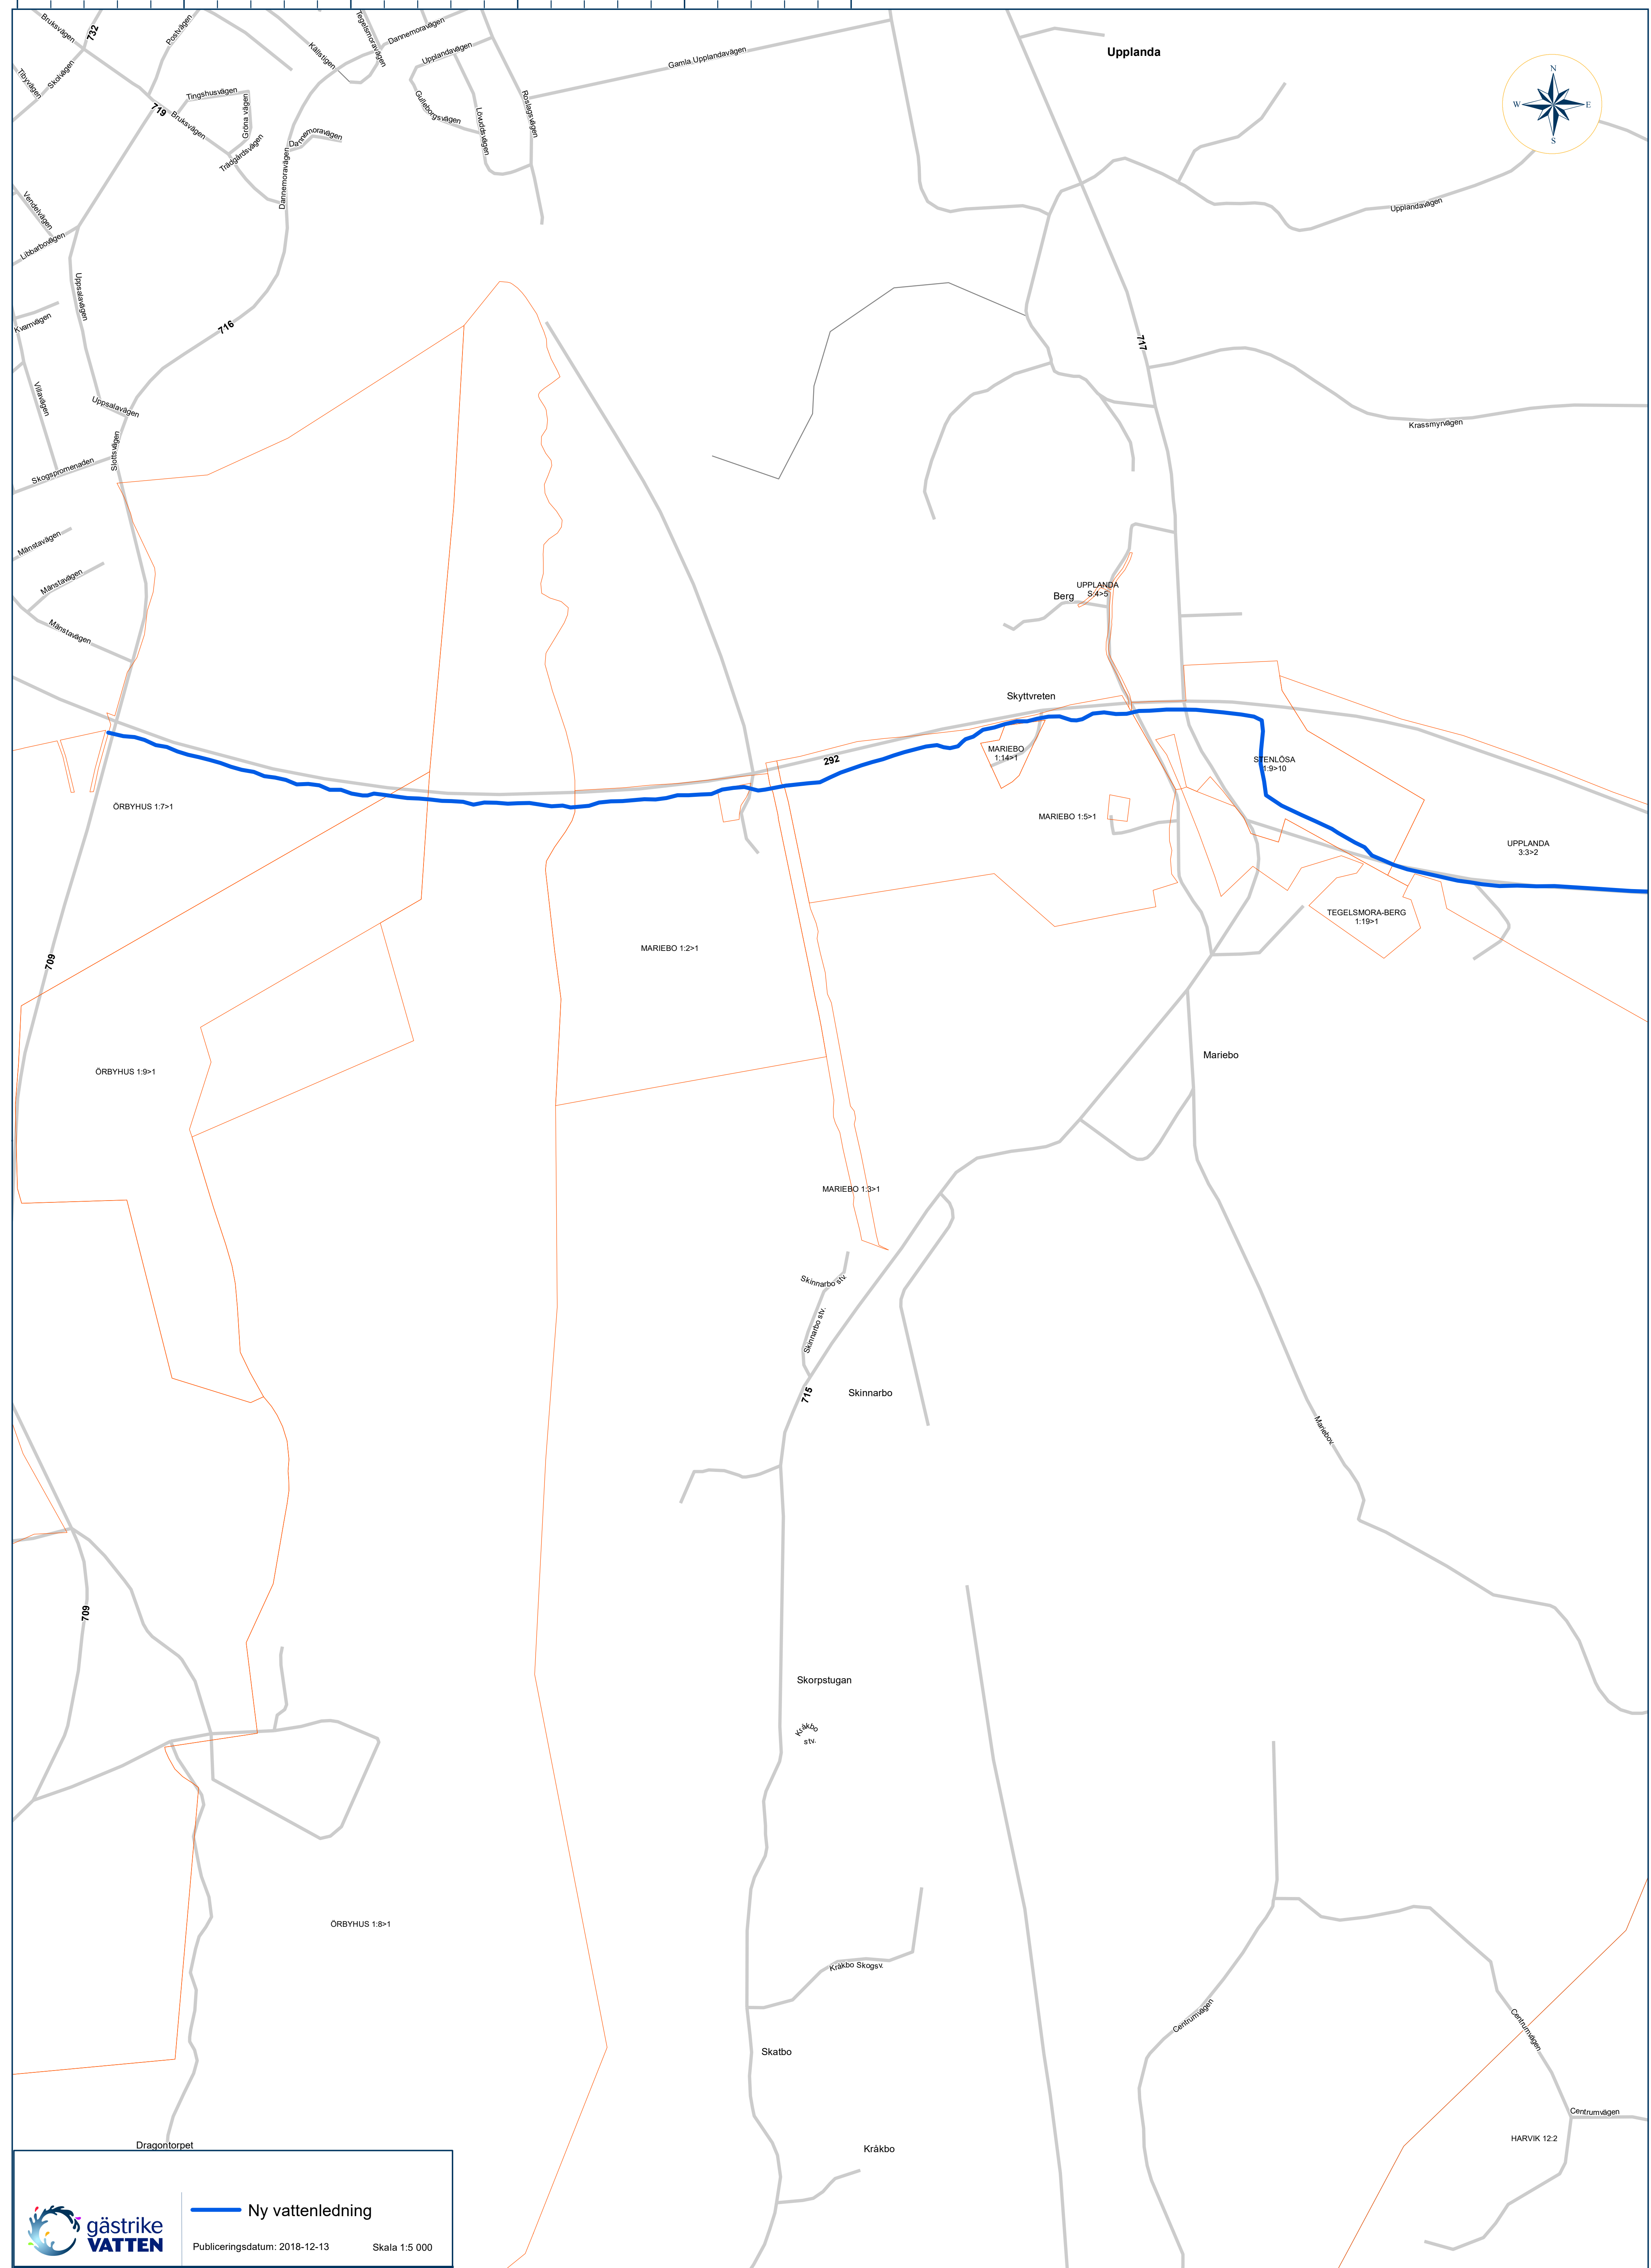 Bruksvägen
732
Postvägen
Källstigen
Tegelsmoravägen
Dannemoravägen
Upplandavägen
Gamla Upplandavägen
Upplanda
N
W
E
S
Tibyvägen
Skolvägen
719
Tingshusvägen
Bruksvägen
Gröna vägen
Trädgårdsvägen
Dannemoravägen
Dannemoravägen
Gulleborgsvägen
Lövuddsvägen
Roslagsvägen
Vendelvägen
Libbarbovägen
Upplandavägen
Uppsalavägen
Kvarnvägen
716
717
Villavägen
Uppsalavägen
Krassmyrvägen
Slottsvägen
Skogspromenaden
Månstavägen
Månstavägen
Månstavägen
Berg
UPPLANDA
S:4>5
Skyttvreten
292
MARIEBO
1:14>1
STENLÖSA
1:9>10
ÖRBYHUS 1:7>1
MARIEBO 1:5>1
UPPLANDA
3:3>2
TEGELSMORA-BERG
1:19>1
MARIEBO 1:2>1
709
Mariebo
ÖRBYHUS 1:9>1
MARIEBO 1:3>1
Skinnarbo stv.
Skinnarbo stv.
715
Skinnarbo
Mariebov.
709
Skorpstugan
Kråkbo
stv.
ÖRBYHUS 1:8>1
Kråkbo Skogsv.
Centrumvägen
Centrumvägen
Skatbo
Centrumvägen
HARVIK 12:2
Dragontorpet
Kråkbo
gästrike
VATTEN
Ny vattenledning
Publiceringsdatum: 2018-12-13
Skala 1:5 000